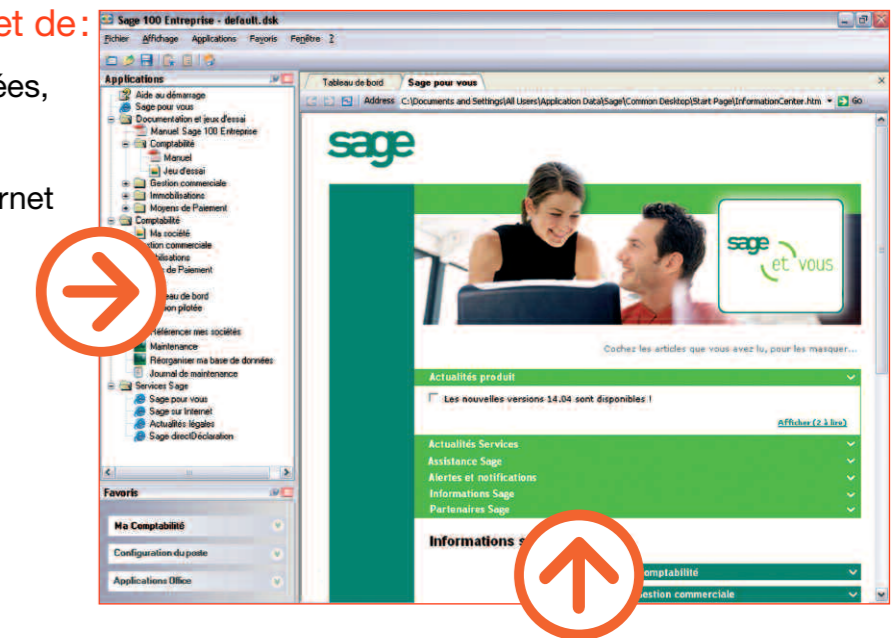 et de:
ées,
ernet
Sage 100 Entreprise - default.dsk
Fichier Affichage Applications Favoris Fenêtre ?
Applications
Aide au démarrage
Sage pour vous
Documentation et jeux d'essai
Manuel Sage 100 Entreprise
Comptabilité
Manuel
Jeu d'essai
Gestion commerciale
Immobilisations
Moyens de Paiement
Comptabilité
Ma société
stion commerciale
bilisations
ns de Paiement
eau de bord
ion pilotée
Référencer mes sociétés
Maintenance
Réorganiser ma base de données
Journal de maintenance
Services Sage
Sage pour vous
Sage sur Internet
Actualités légales
Sage directDéclaration
Favoris
Ma Comptabilité
Configuration du poste
Applications Office
Tableau de bord Sage pour vous
Address C:\Documents and Settings\All Users\Application Data\Sage\Common Desktop\Start Page\InformationCenter.htm Go
sage
sage
et vous
Cochez les articles que vous avez lu, pour les masquer...
Actualités produit
Les nouvelles versions 14.04 sont disponibles !
Afficher (2 à lire)
Actualités Services
Assistance Sage
Alertes et notifications
Informations Sage
Partenaires Sage
Informations s
omptabilité
estion commerciale